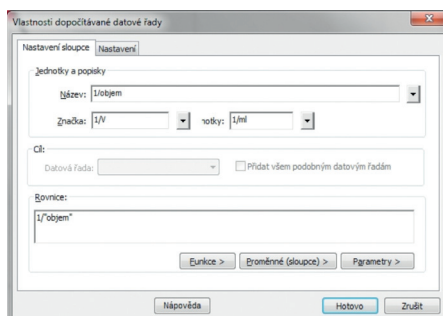 Vlastnosti dopočítávané datové řady
Nastavení sloupce Nastavení
Jednotky a popisky
Název: 1/objem
Značka: 1/V notky: 1/ml
Cíl:
Datová řada: Přidat všem podobným datovým řadám
Rovnice:
1/"objem"
Funkce > Proměnné (sloupce) > Parametry >
Nápověda Hotovo Zrušit